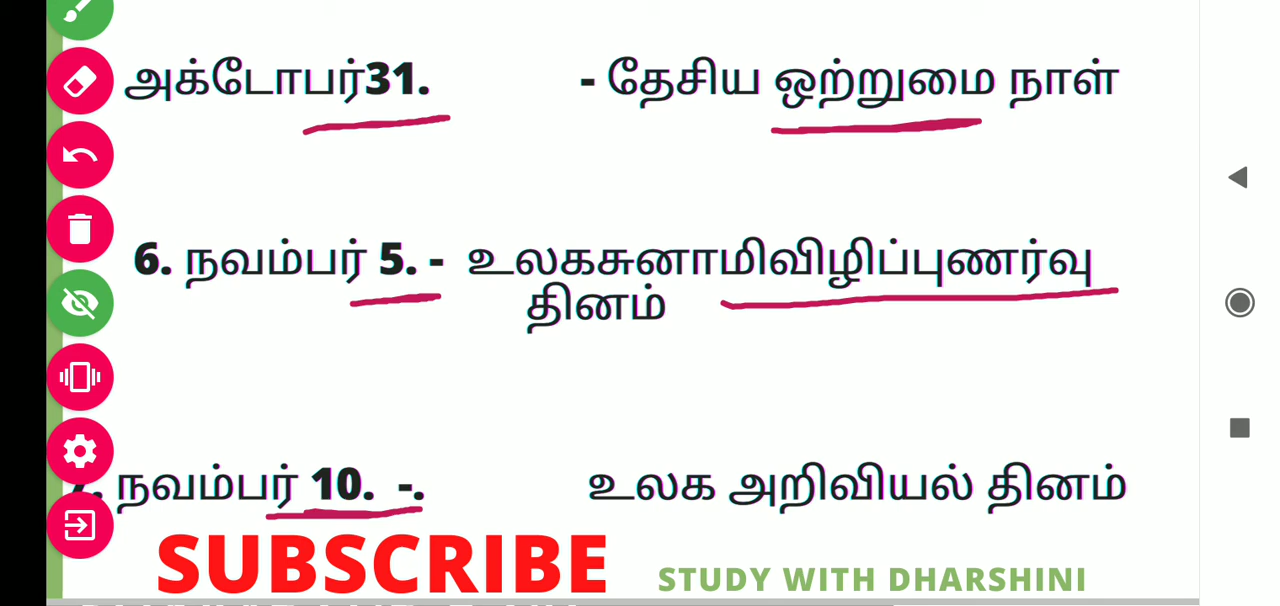 அக்டோபர்31. - தேசிய ஒற்றுமை நாள்
6. நவம்பர் 5. - உலகசுனாமிவிழிப்புணர்வு
தினம்
நவம்பர் 10. -. உலக அறிவியல் தினம்
SUBSCRIBE
STUDY WITH DHARSHINI